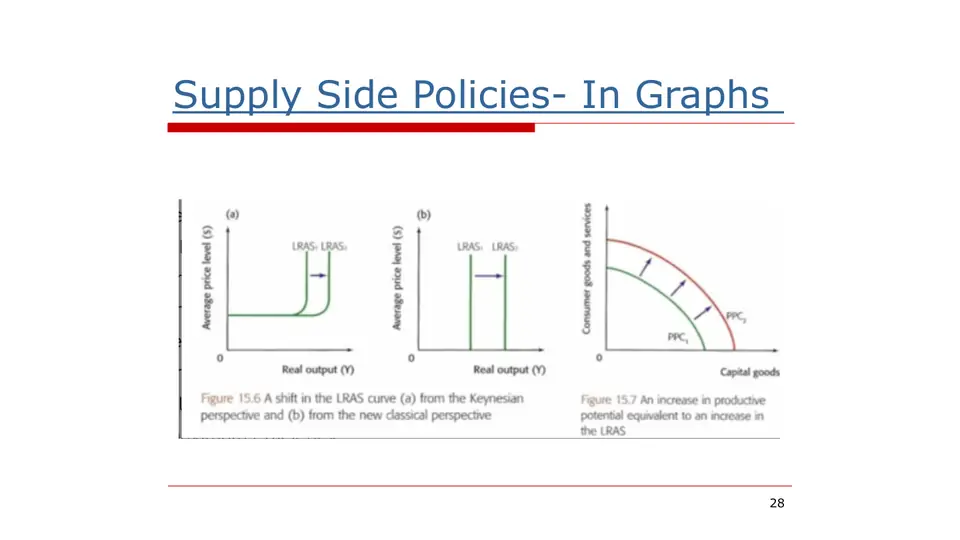 Supply Side Policies- In Graphs
(a)
Average price level ($)
LRAS₁ LRAS₂
0
Real output (Y)
(b)
Average price level ($)
LRAS₁ LRAS₂
0
Real output (Y)
Figure 15.6 A shift in the LRAS curve (a) from the Keynesian
perspective and (b) from the new classical perspective
Consumer goods and services
PPC₂
PPC₁
0
Capital goods
Figure 15.7 An increase in productive
potential equivalent to an increase in
the LRAS
28